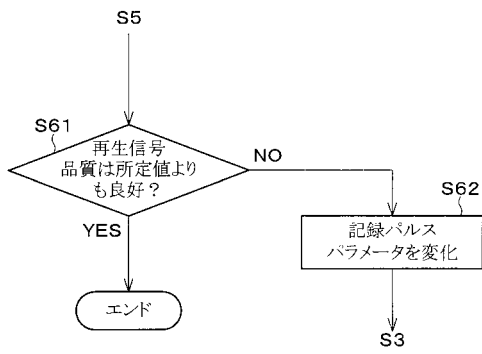 S5
S61
再生信号
品質は所定値より
も良好？
NO
S62
YES
記録パルス
パラメータを変化
エンド
S3